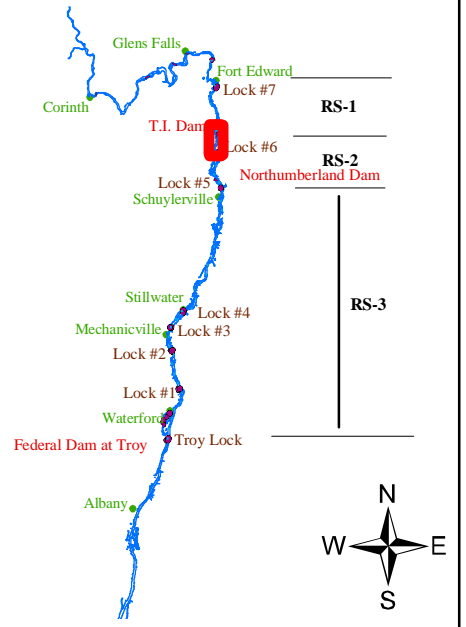 Glens Falls
Fort Edward
Corinth
Lock #7
RS-1
T.I. Dam
Lock #6
RS-2
Northumberland Dam
Lock #5
Schuylerville
Stillwater
RS-3
Lock #4
Mechanicville
Lock #3
Lock #2
Lock #1
Waterford
Federal Dam at Troy
Troy Lock
Albany
N
W
E
S